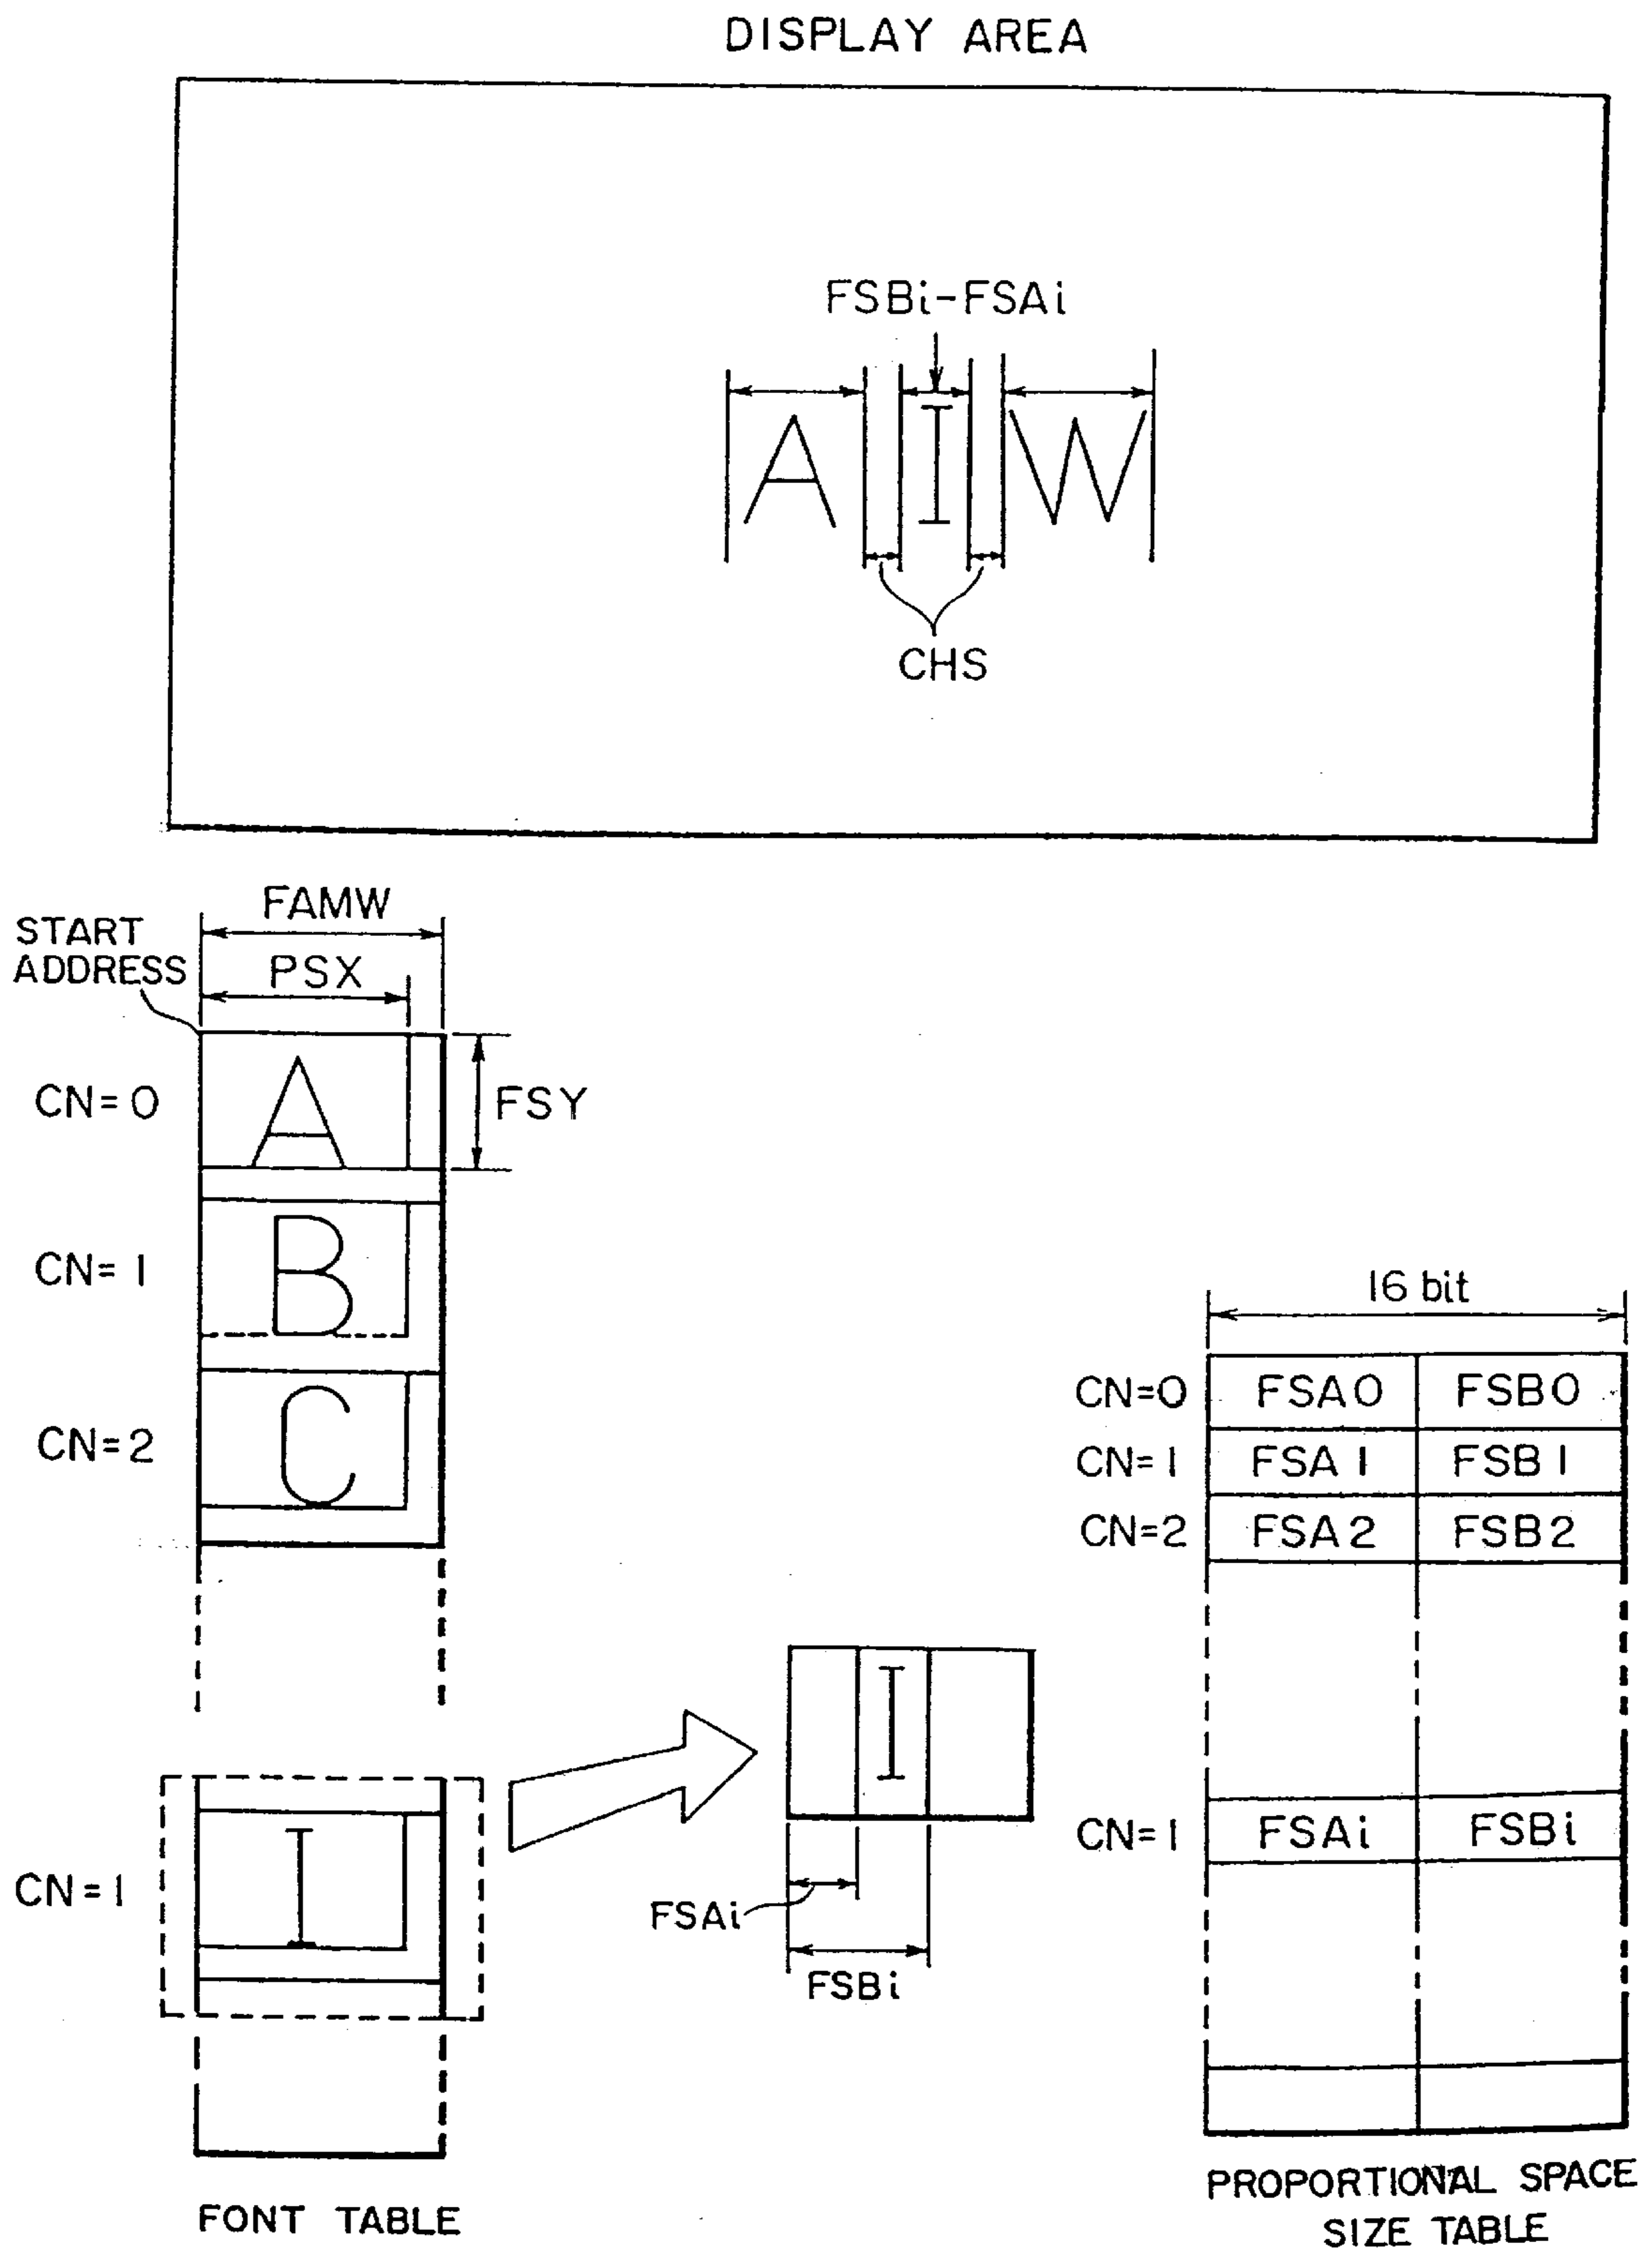 DISPLAY AREA
FSBi-FSAi
A I W
CHS
FAMW
START
ADDRESS
PSX
CN=0
A
FSY
CN=1
B
CN=2
C
16 bit
CN=0 FSA0 FSB0
CN=1 FSA1 FSB1
CN=2 FSA2 FSB2
I
CN=1
I
FSAi
FSBi
CN=1 FSAi FSBi
FONT TABLE
PROPORTIONAL SPACE
SIZE TABLE